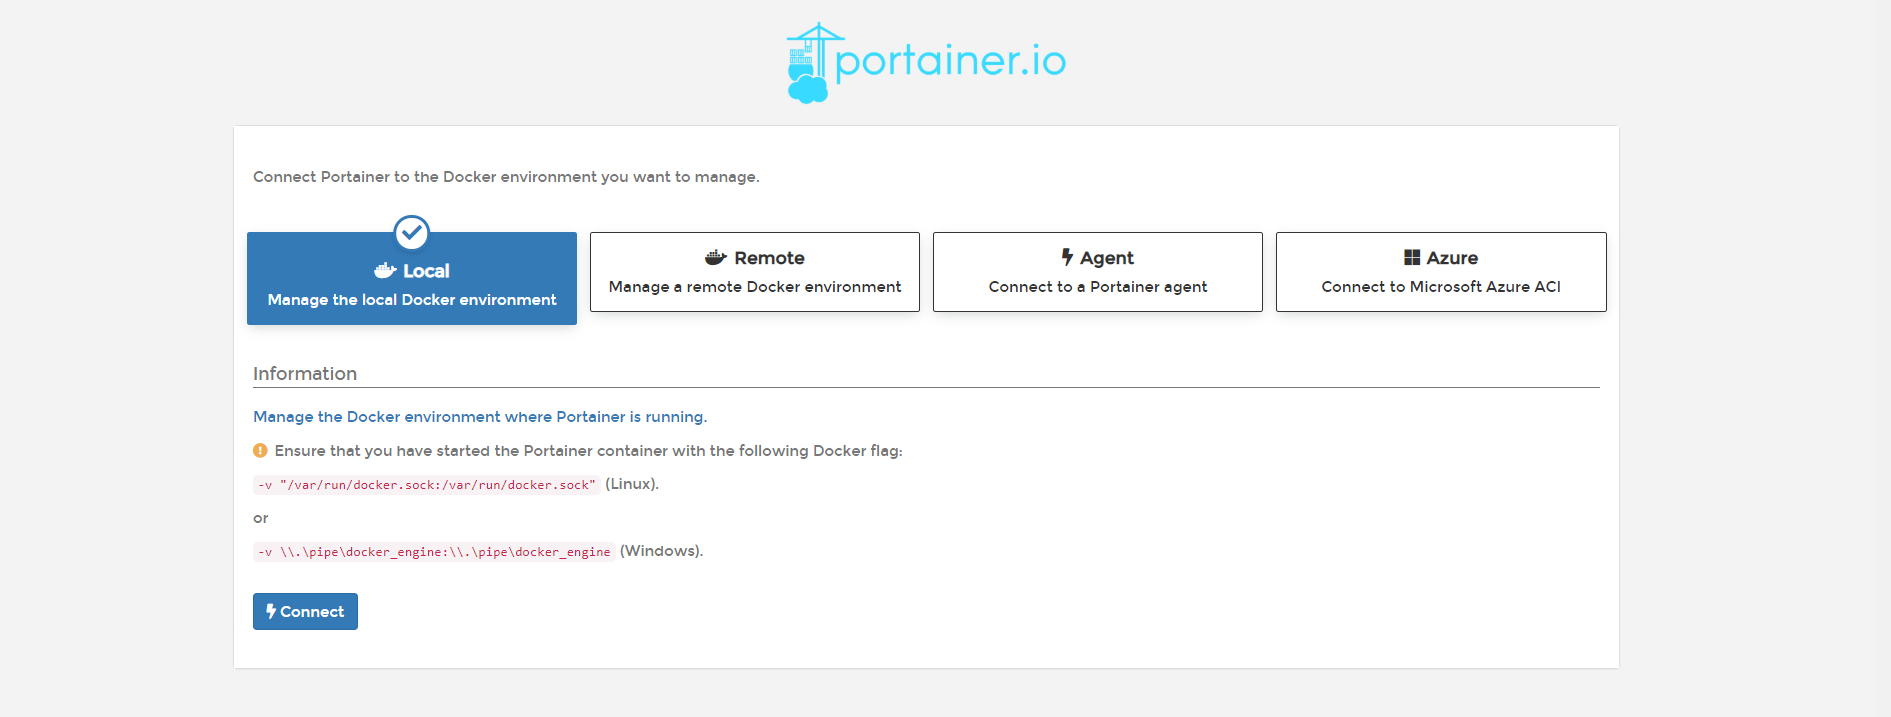 portainer.io
Connect Portainer to the Docker environment you want to manage.
Local
Manage the local Docker environment
Remote
Manage a remote Docker environment
Agent
Connect to a Portainer agent
Azure
Connect to Microsoft Azure ACI
Information
Manage the Docker environment where Portainer is running.
Ensure that you have started the Portainer container with the following Docker flag:
-v "/var/run/docker.sock:/var/run/docker.sock" (Linux).
or
-v \\.\pipe\docker_engine:\\.\pipe\docker_engine (Windows).
Connect